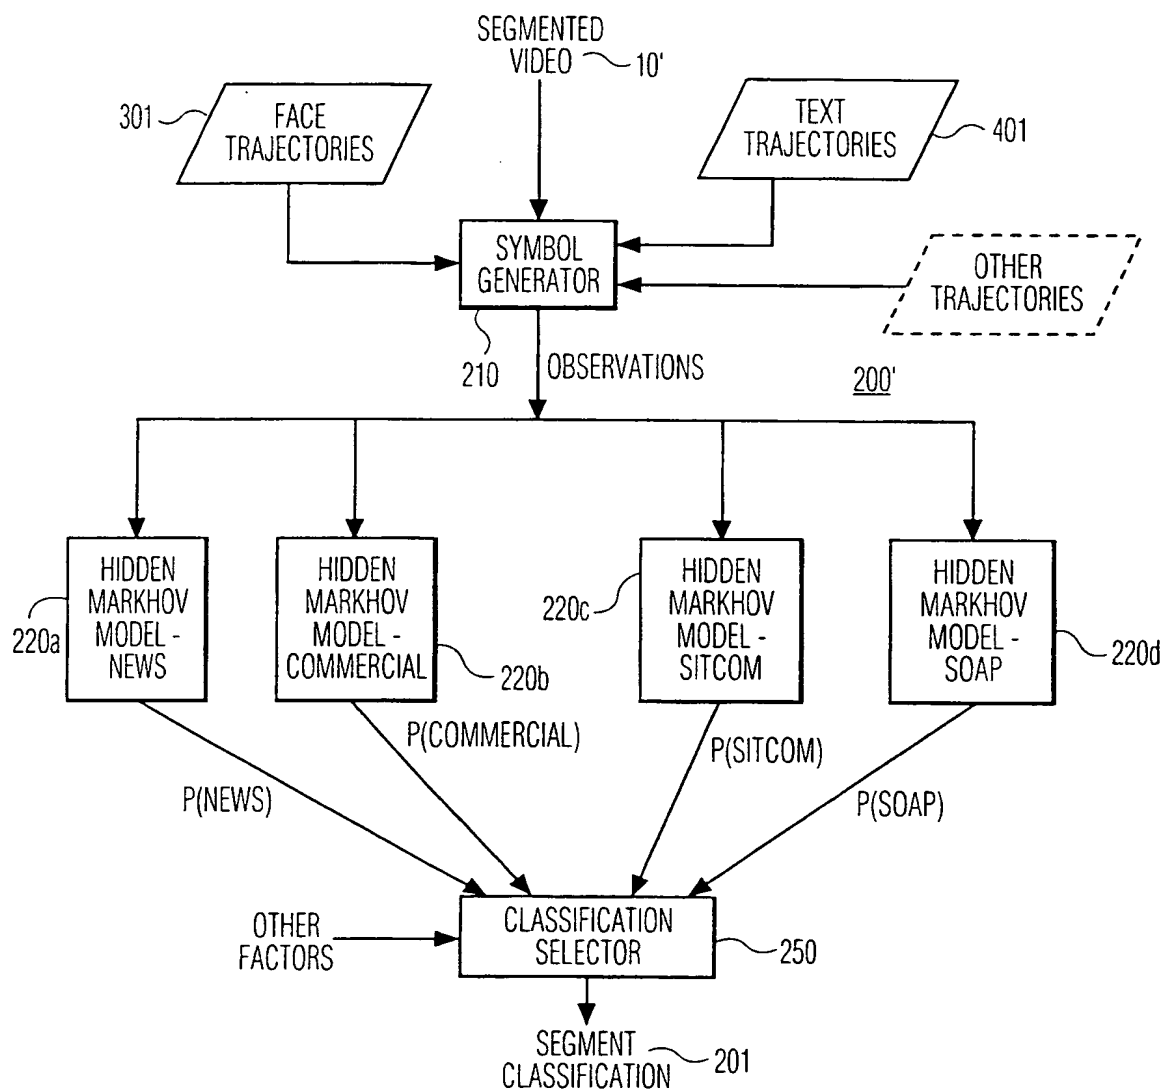 SEGMENTED
VIDEO
10'
301
FACE
TRAJECTORIES
TEXT
TRAJECTORIES
401
SYMBOL
GENERATOR
OTHER
TRAJECTORIES
210
OBSERVATIONS
200'
HIDDEN
MARKHOV
MODEL-
NEWS
220a
HIDDEN
MARKHOV
MODEL-
COMMERCIAL
220b
220c
HIDDEN
MARKHOV
MODEL-
SITCOM
HIDDEN
MARKHOV
MODEL-
SOAP
220d
P(NEWS)
P(COMMERCIAL)
P(SITCOM)
P(SOAP)
OTHER
FACTORS
CLASSIFICATION
SELECTOR
250
SEGMENT
CLASSIFICATION
201